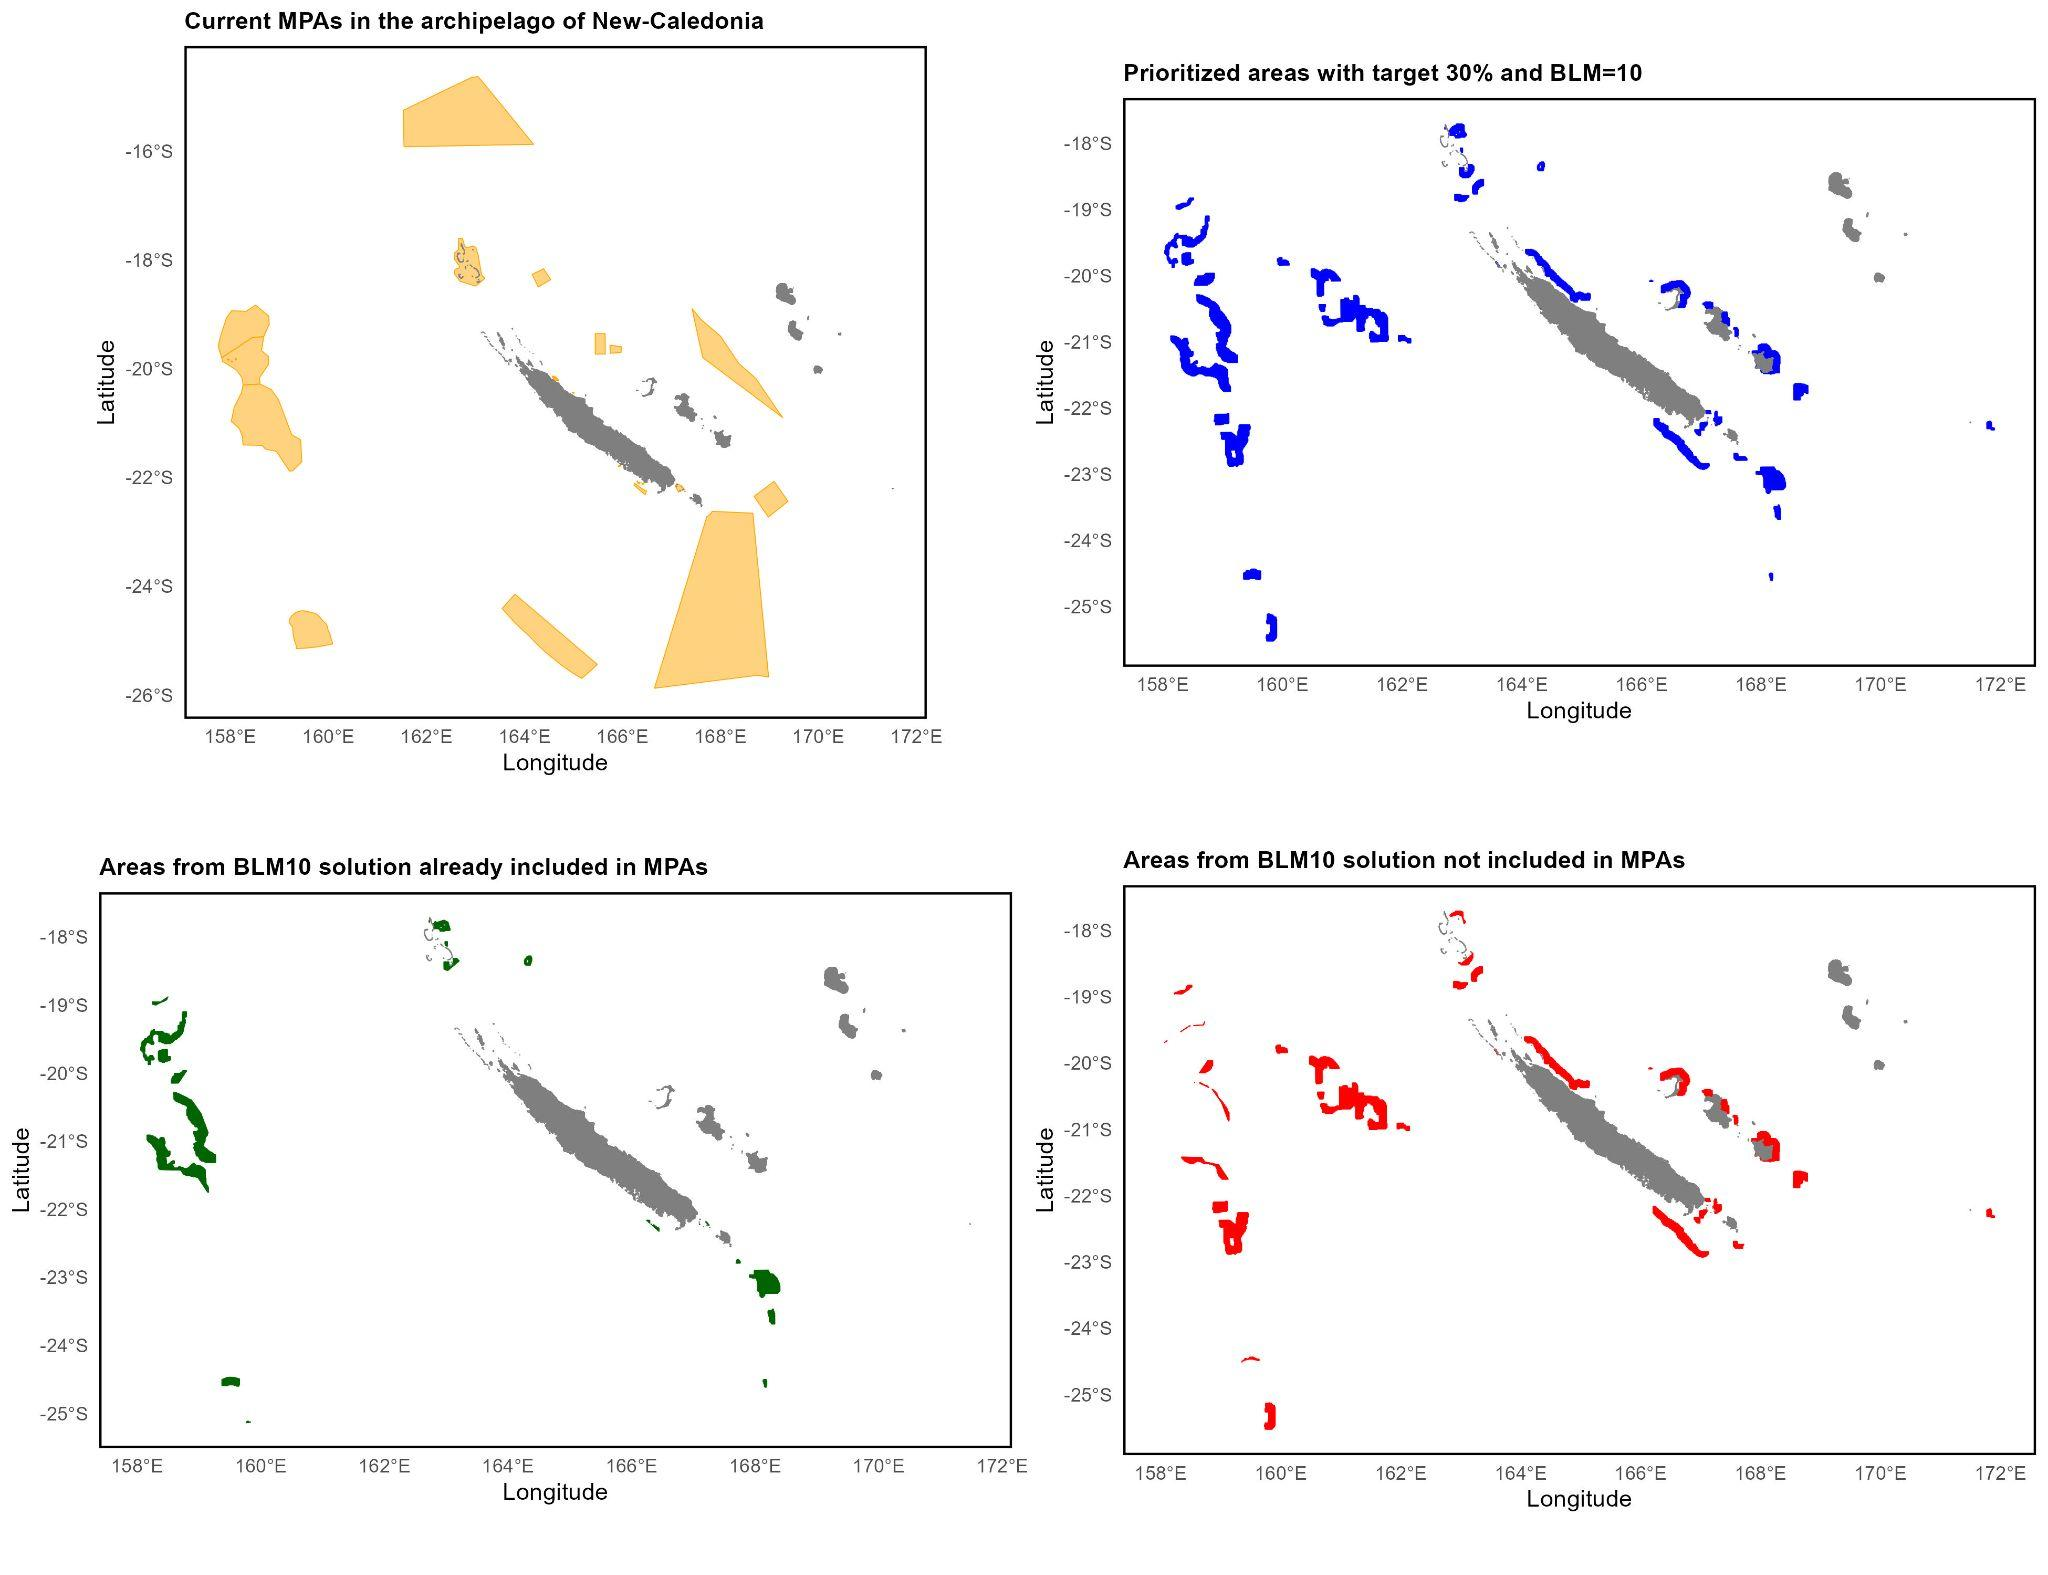 Current MPAs in the archipelago of New-Caledonia
-16°S
-18°S
-20°S
-22°S
-24°S
-26°S
Latitude
158°E 160°E 162°E 164°E 166°E 168°E 170°E 172°E
Longitude
Prioritized areas with target 30% and BLM=10
-18°S
-19°S
-20°S
-21°S
-22°S
-23°S
-24°S
-25°S
Latitude
158°E 160°E 162°E 164°E 166°E 168°E 170°E 172°E
Longitude
Areas from BLM10 solution already included in MPAs
-18°S
-19°S
-20°S
-21°S
-22°S
-23°S
-24°S
-25°S
Latitude
158°E 160°E 162°E 164°E 166°E 168°E 170°E 172°E
Longitude
Areas from BLM10 solution not included in MPAs
-18°S
-19°S
-20°S
-21°S
-22°S
-23°S
-24°S
-25°S
Latitude
158°E 160°E 162°E 164°E 166°E 168°E 170°E 172°E
Longitude